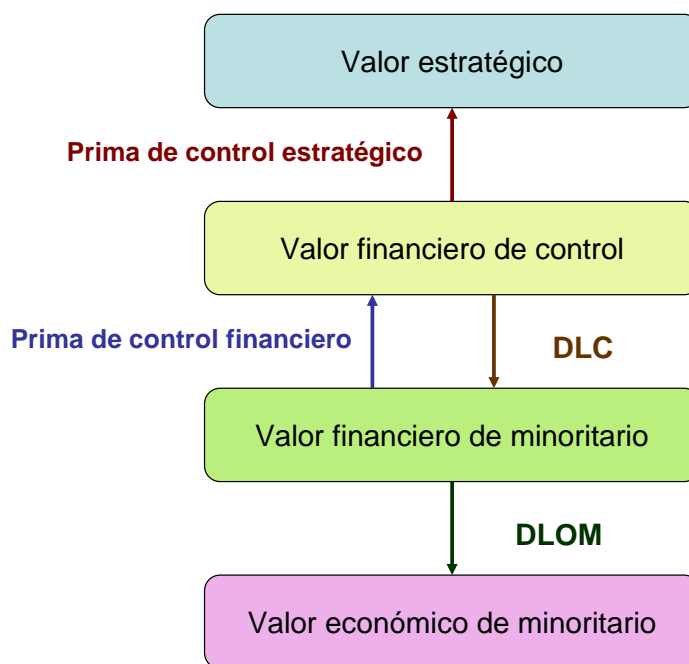 Valor estratégico
Prima de control estratégico
Valor financiero de control
Prima de control financiero
DLC
Valor financiero de minoritario
DLOM
Valor económico de minoritario